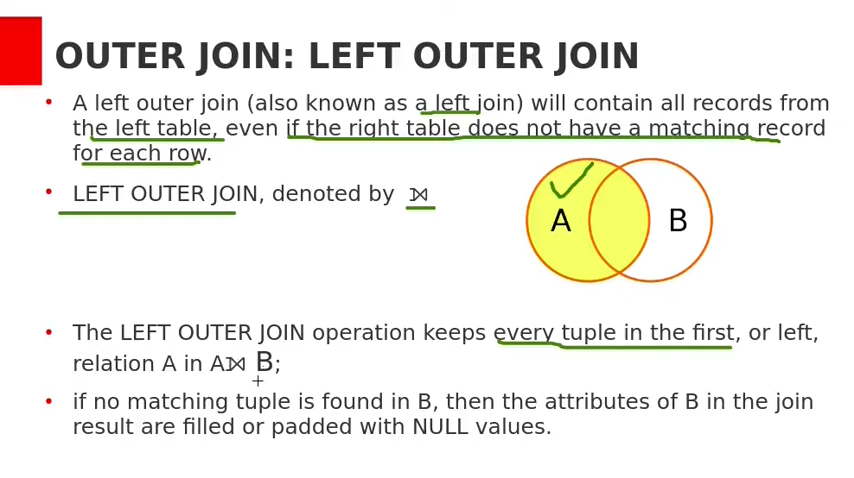 OUTER JOIN: LEFT OUTER JOIN
• A left outer join (also known as a left join) will contain all records from
the left table, even if the right table does not have a matching record
for each row.
• LEFT OUTER JOIN, denoted by ⟕
A B
• The LEFT OUTER JOIN operation keeps every tuple in the first, or left,
relation A in A⟕ B;
• if no matching tuple is found in B, then the attributes of B in the join
result are filled or padded with NULL values.